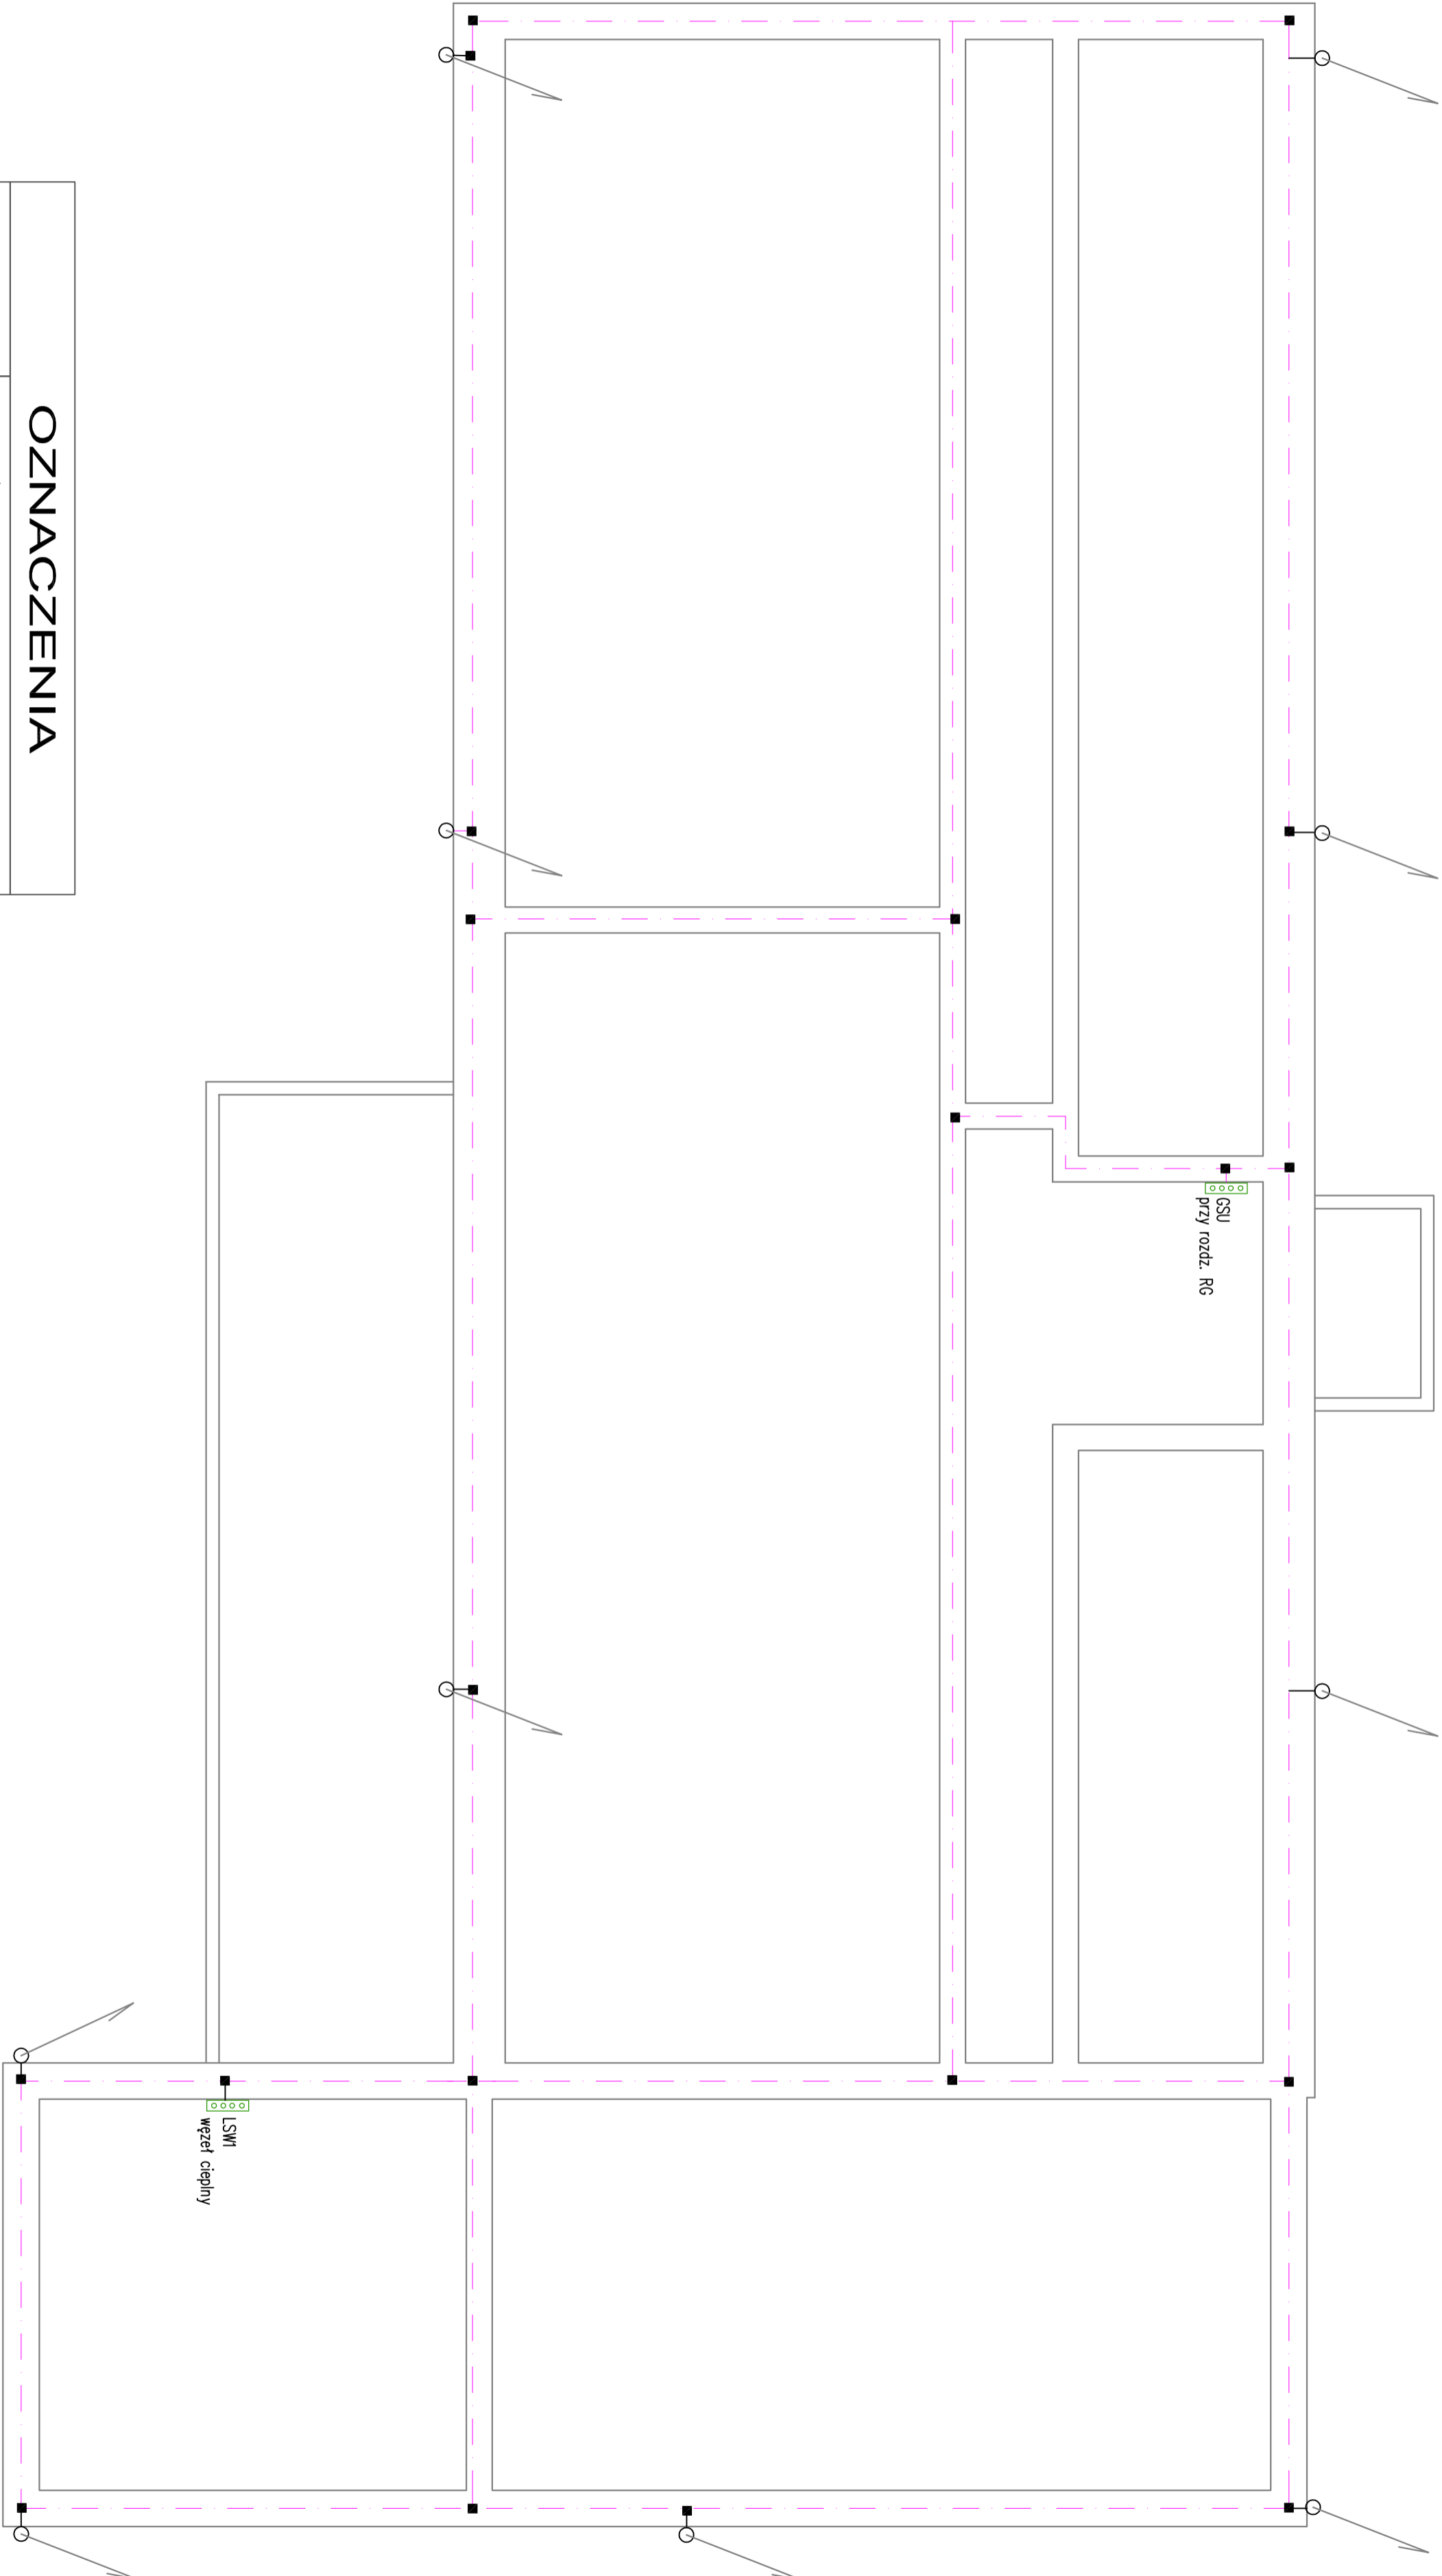 OZNACZENIA
GSU
przy rozdz. RG
LSW1
węzeł cieplny